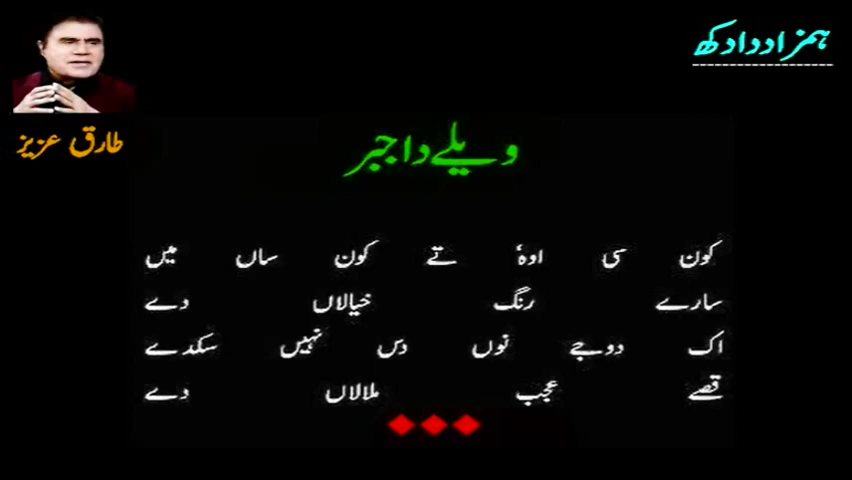 ہمزاد دا دکھ
طارق عزیز
ویلے دا جبر
کون سی اوہ تے کون ساں میں
سارے رنگ خیالاں دے
اک دوجے نوں دس نہیں سکدے
قصے عجب ملالاں دے